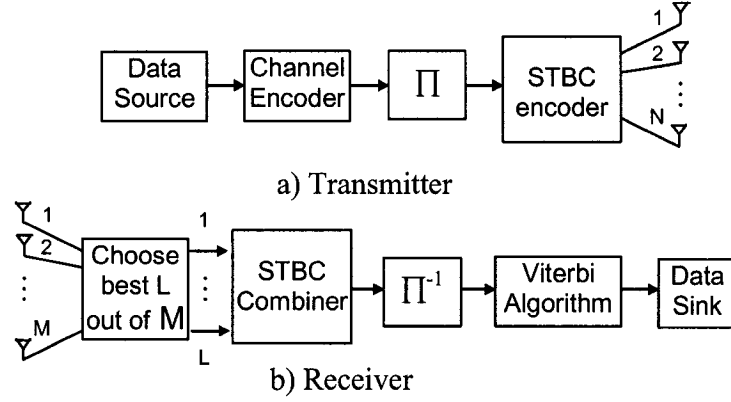 Data
Source
Channel
Encoder
Π
STBC
encoder
1
2
N
a) Transmitter
1
2
M
Choose
best L
out of M
1
L
STBC
Combiner
Π-1
Viterbi
Algorithm
Data
Sink
b) Receiver